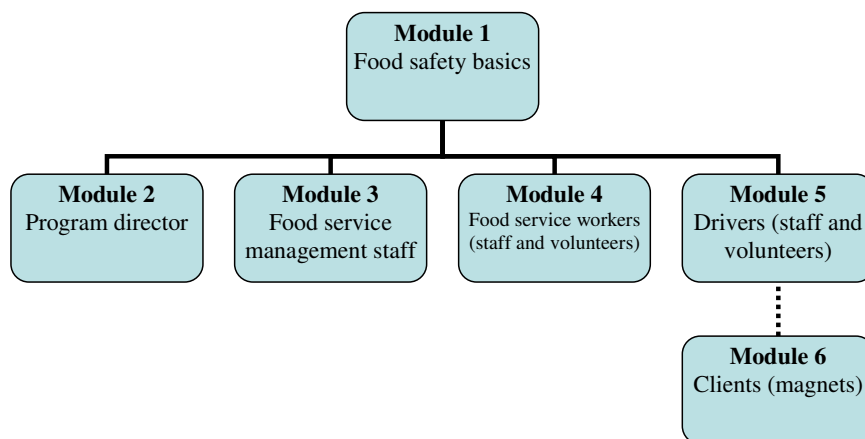 Module 1
Food safety basics
Module 2
Program director
Module 3
Food service
management staff
Module 4
Food service workers
(staff and volunteers)
Module 5
Drivers (staff and
volunteers)
Module 6
Clients (magnets)